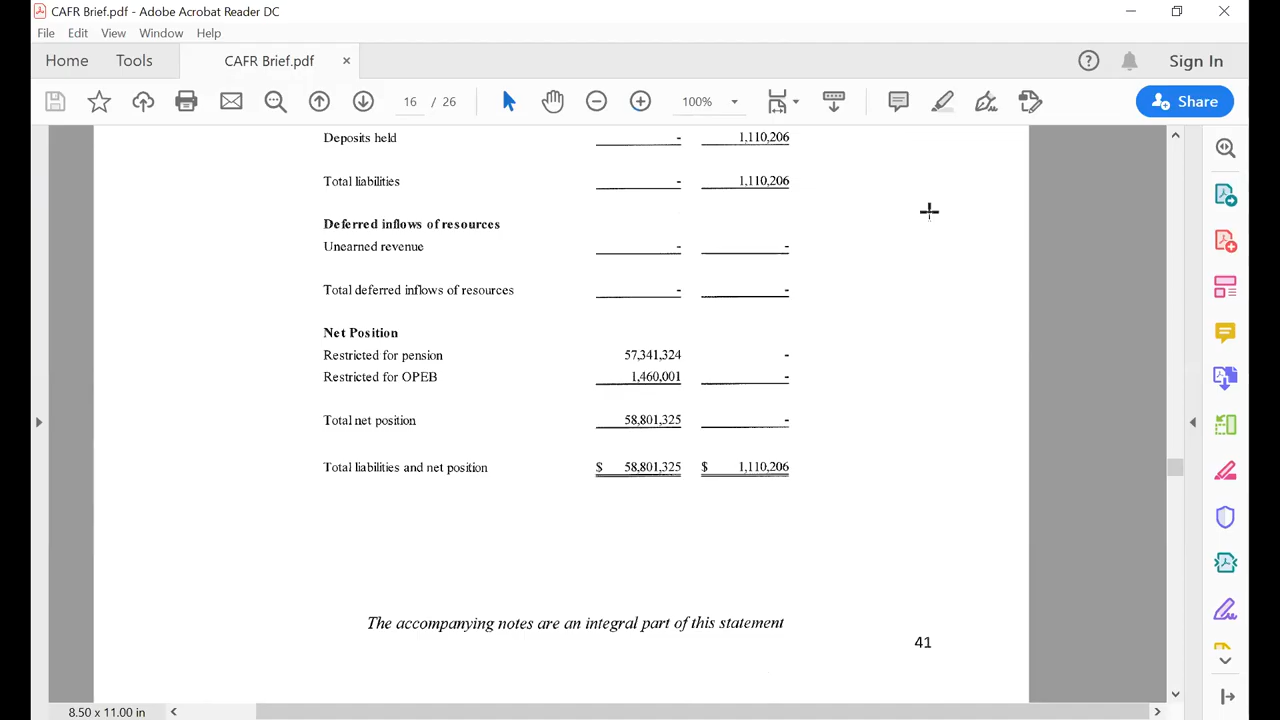 CAFR Brief.pdf - Adobe Acrobat Reader DC
File Edit View Window Help
Home Tools CAFR Brief.pdf × Sign In
16 / 26 100% Share
Deposits held - 1,110,206
Total liabilities - 1,110,206
Deferred inflows of resources
Unearned revenue - -
Total deferred inflows of resources - -
Net Position
Restricted for pension 57,341,324 -
Restricted for OPEB 1,460,001 -
Total net position 58,801,325 -
Total liabilities and net position $ 58,801,325 $ 1,110,206
The accompanying notes are an integral part of this statement
41
8.50 x 11.00 in